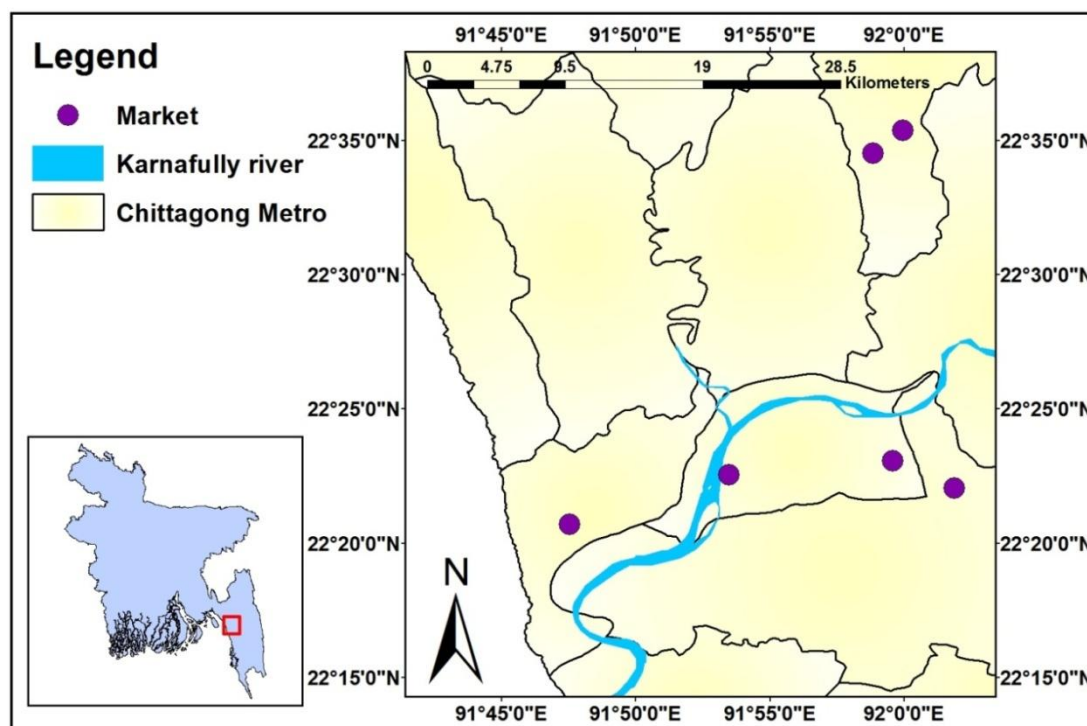 Legend
Market
Karnafully river
Chittagong Metro
91°45'0"E 91°50'0"E 91°55'0"E 92°0'0"E
0 4.75 9.5 19 28.5
Kilometers
22°35'0"N 22°35'0"N
22°30'0"N 22°30'0"N
22°25'0"N 22°25'0"N
22°20'0"N 22°20'0"N
N
22°15'0"N 22°15'0"N
91°45'0"E 91°50'0"E 91°55'0"E 92°0'0"E